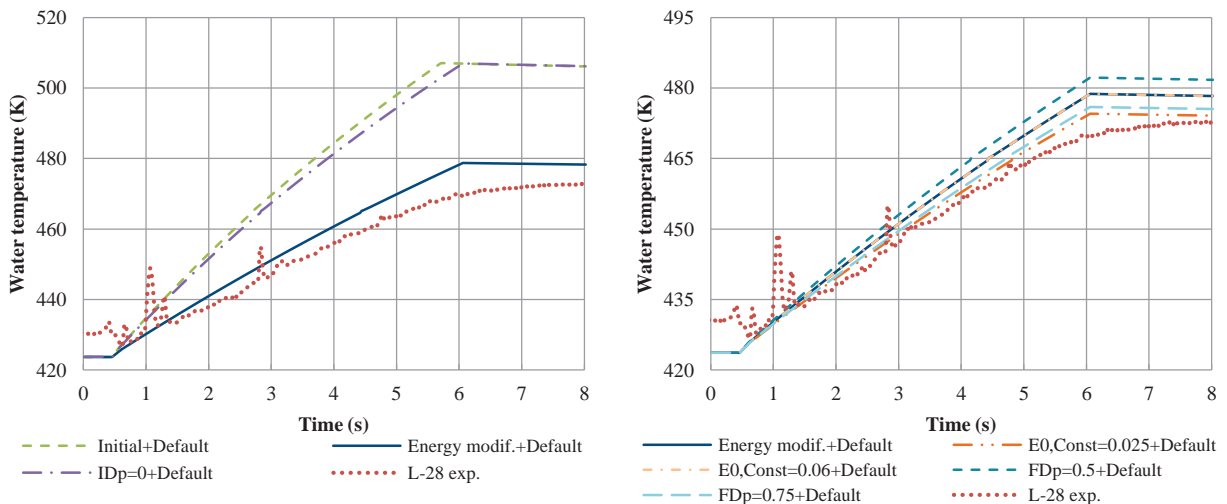 Water temperature (K)
520
500
480
460
440
420
0 1 2 3 4 5 6 7 8
Time (s)
Initial+Default
Energy modif.+Default
IDp=0+Default
L-28 exp.
Water temperature (K)
495
480
465
450
435
420
0 1 2 3 4 5 6 7 8
Time (s)
Energy modif.+Default
E0,Const=0.025+Default
E0,Const=0.06+Default
FDp=0.5+Default
FDp=0.75+Default
L-28 exp.